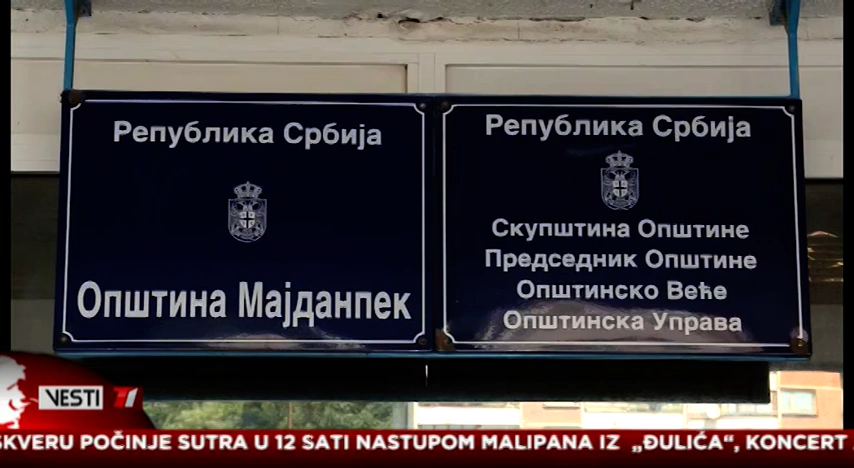 Република Србија
Општина Мајданпек
Република Србија
Скупштина Општине
Председник Општине
Општинско Веће
Општинска Управа
VESTI
SKVERU POČINJE SUTRA U 12 SATI NASTUPOM MALIPANA IZ „ĐULIĆA“, KONCERT